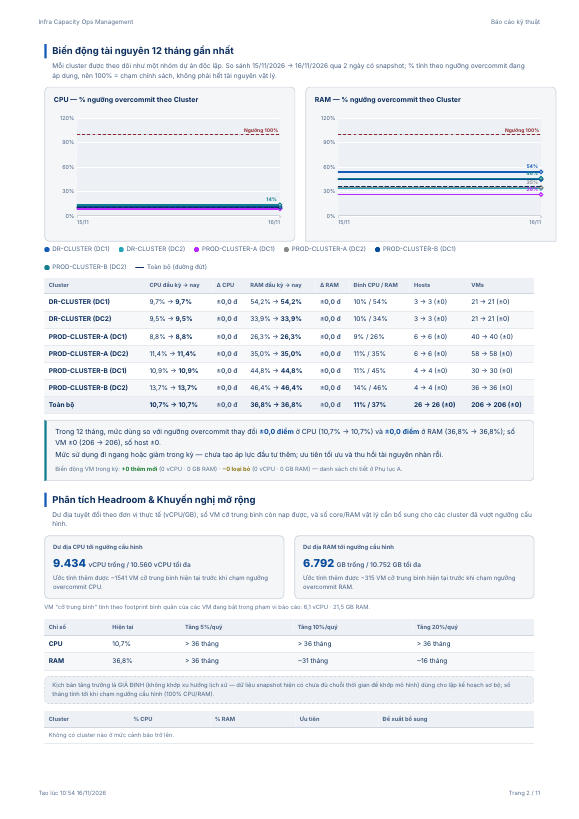 Infra Capacity Ops Management
Báo cáo kỹ thuật
Biến động tài nguyên 12 tháng gần nhất
Mỗi cluster được theo dõi như một nhóm dự án độc lập. So sánh 15/11/2026 → 16/11/2026 qua 2 ngày có snapshot; % tính theo ngưỡng overcommit đang
áp dụng, nên 100% = chạm chính sách, không phải hết tài nguyên vật lý.
CPU — % ngưỡng overcommit theo Cluster
120%
90%
60%
30%
0%
Ngưỡng 100%
14%
15/11
16/11
RAM — % ngưỡng overcommit theo Cluster
120%
90%
60%
30%
0%
Ngưỡng 100%
54%
15/11
16/11
DR-CLUSTER (DC1)
DR-CLUSTER (DC2)
PROD-CLUSTER-A (DC1)
PROD-CLUSTER-A (DC2)
PROD-CLUSTER-B (DC1)
PROD-CLUSTER-B (DC2)
Toàn bộ (đường đứt)
Cluster CPU đầu kỳ → nay Δ CPU RAM đầu kỳ → nay Δ RAM Đỉnh CPU / RAM Hosts VMs
DR-CLUSTER (DC1) 9,7% → 9,7% ±0,0 đ 54,2% → 54,2% ±0,0 đ 10% / 54% 3 → 3 (±0) 21 → 21 (±0)
DR-CLUSTER (DC2) 9,5% → 9,5% ±0,0 đ 33,9% → 33,9% ±0,0 đ 10% / 34% 3 → 3 (±0) 21 → 21 (±0)
PROD-CLUSTER-A (DC1) 8,8% → 8,8% ±0,0 đ 26,3% → 26,3% ±0,0 đ 9% / 26% 6 → 6 (±0) 40 → 40 (±0)
PROD-CLUSTER-A (DC2) 11,4% → 11,4% ±0,0 đ 35,0% → 35,0% ±0,0 đ 11% / 35% 6 → 6 (±0) 58 → 58 (±0)
PROD-CLUSTER-B (DC1) 10,9% → 10,9% ±0,0 đ 44,8% → 44,8% ±0,0 đ 11% / 45% 4 → 4 (±0) 30 → 30 (±0)
PROD-CLUSTER-B (DC2) 13,7% → 13,7% ±0,0 đ 46,4% → 46,4% ±0,0 đ 14% / 46% 4 → 4 (±0) 36 → 36 (±0)
Toàn bộ 10,7% → 10,7% ±0,0 đ 36,8% → 36,8% ±0,0 đ 11% / 37% 26 → 26 (±0) 206 → 206 (±0)
Trong 12 tháng, mức dùng so với ngưỡng overcommit thay đổi ±0,0 điểm ở CPU (10,7% → 10,7%) và ±0,0 điểm ở RAM (36,8% → 36,8%); số
VM ±0 (206 → 206), số host ±0.
Mức sử dụng đi ngang hoặc giảm trong kỳ — chưa tạo áp lực đầu tư thêm; ưu tiên tối ưu và thu hồi tài nguyên nhàn rỗi.
Biến động VM trong kỳ: +0 thêm mới (0 vCPU · 0 GB RAM) · −0 loại bỏ (0 vCPU · 0 GB RAM) — danh sách chi tiết ở Phụ lục A.
Phân tích Headroom & Khuyến nghị mở rộng
Dư địa tuyệt đối theo đơn vị thực tế (vCPU/GB), số VM cỡ trung bình còn nạp được, và số core/RAM vật lý cần bổ sung cho các cluster đã vượt ngưỡng cấu
hình.
Dư địa CPU tới ngưỡng cấu hình
9.434 vCPU trống / 10.560 vCPU tối đa
Ước tính thêm được ~1541 VM cỡ trung bình hiện tại trước khi chạm ngưỡng
overcommit CPU.
Dư địa RAM tới ngưỡng cấu hình
6.792 GB trống / 10.752 GB tối đa
Ước tính thêm được ~315 VM cỡ trung bình hiện tại trước khi chạm ngưỡng
overcommit RAM.
VM "cỡ trung bình" tính theo footprint bình quân của các VM đang bật trong phạm vi báo cáo: 6,1 vCPU · 21,5 GB RAM.
Chỉ số Hiện tại Tăng 5%/quý Tăng 10%/quý Tăng 20%/quý
CPU 10,7% > 36 tháng > 36 tháng > 36 tháng
RAM 36,8% > 36 tháng ~31 tháng ~16 tháng
Kịch bản tăng trưởng là GIẢ ĐỊNH (không khớp xu hướng lịch sử — dữ liệu snapshot hiện có chưa đủ chuỗi thời gian để khớp mô hình) dùng cho lập kế hoạch sơ bộ; số
tháng tính tới khi chạm ngưỡng cấu hình (100% CPU/RAM).
Cluster % CPU % RAM Ưu tiên Đề xuất bổ sung
Không có cluster nào ở mức cảnh báo trở lên.
Tạo lúc 10:54 16/11/2026
Trang 2 / 11